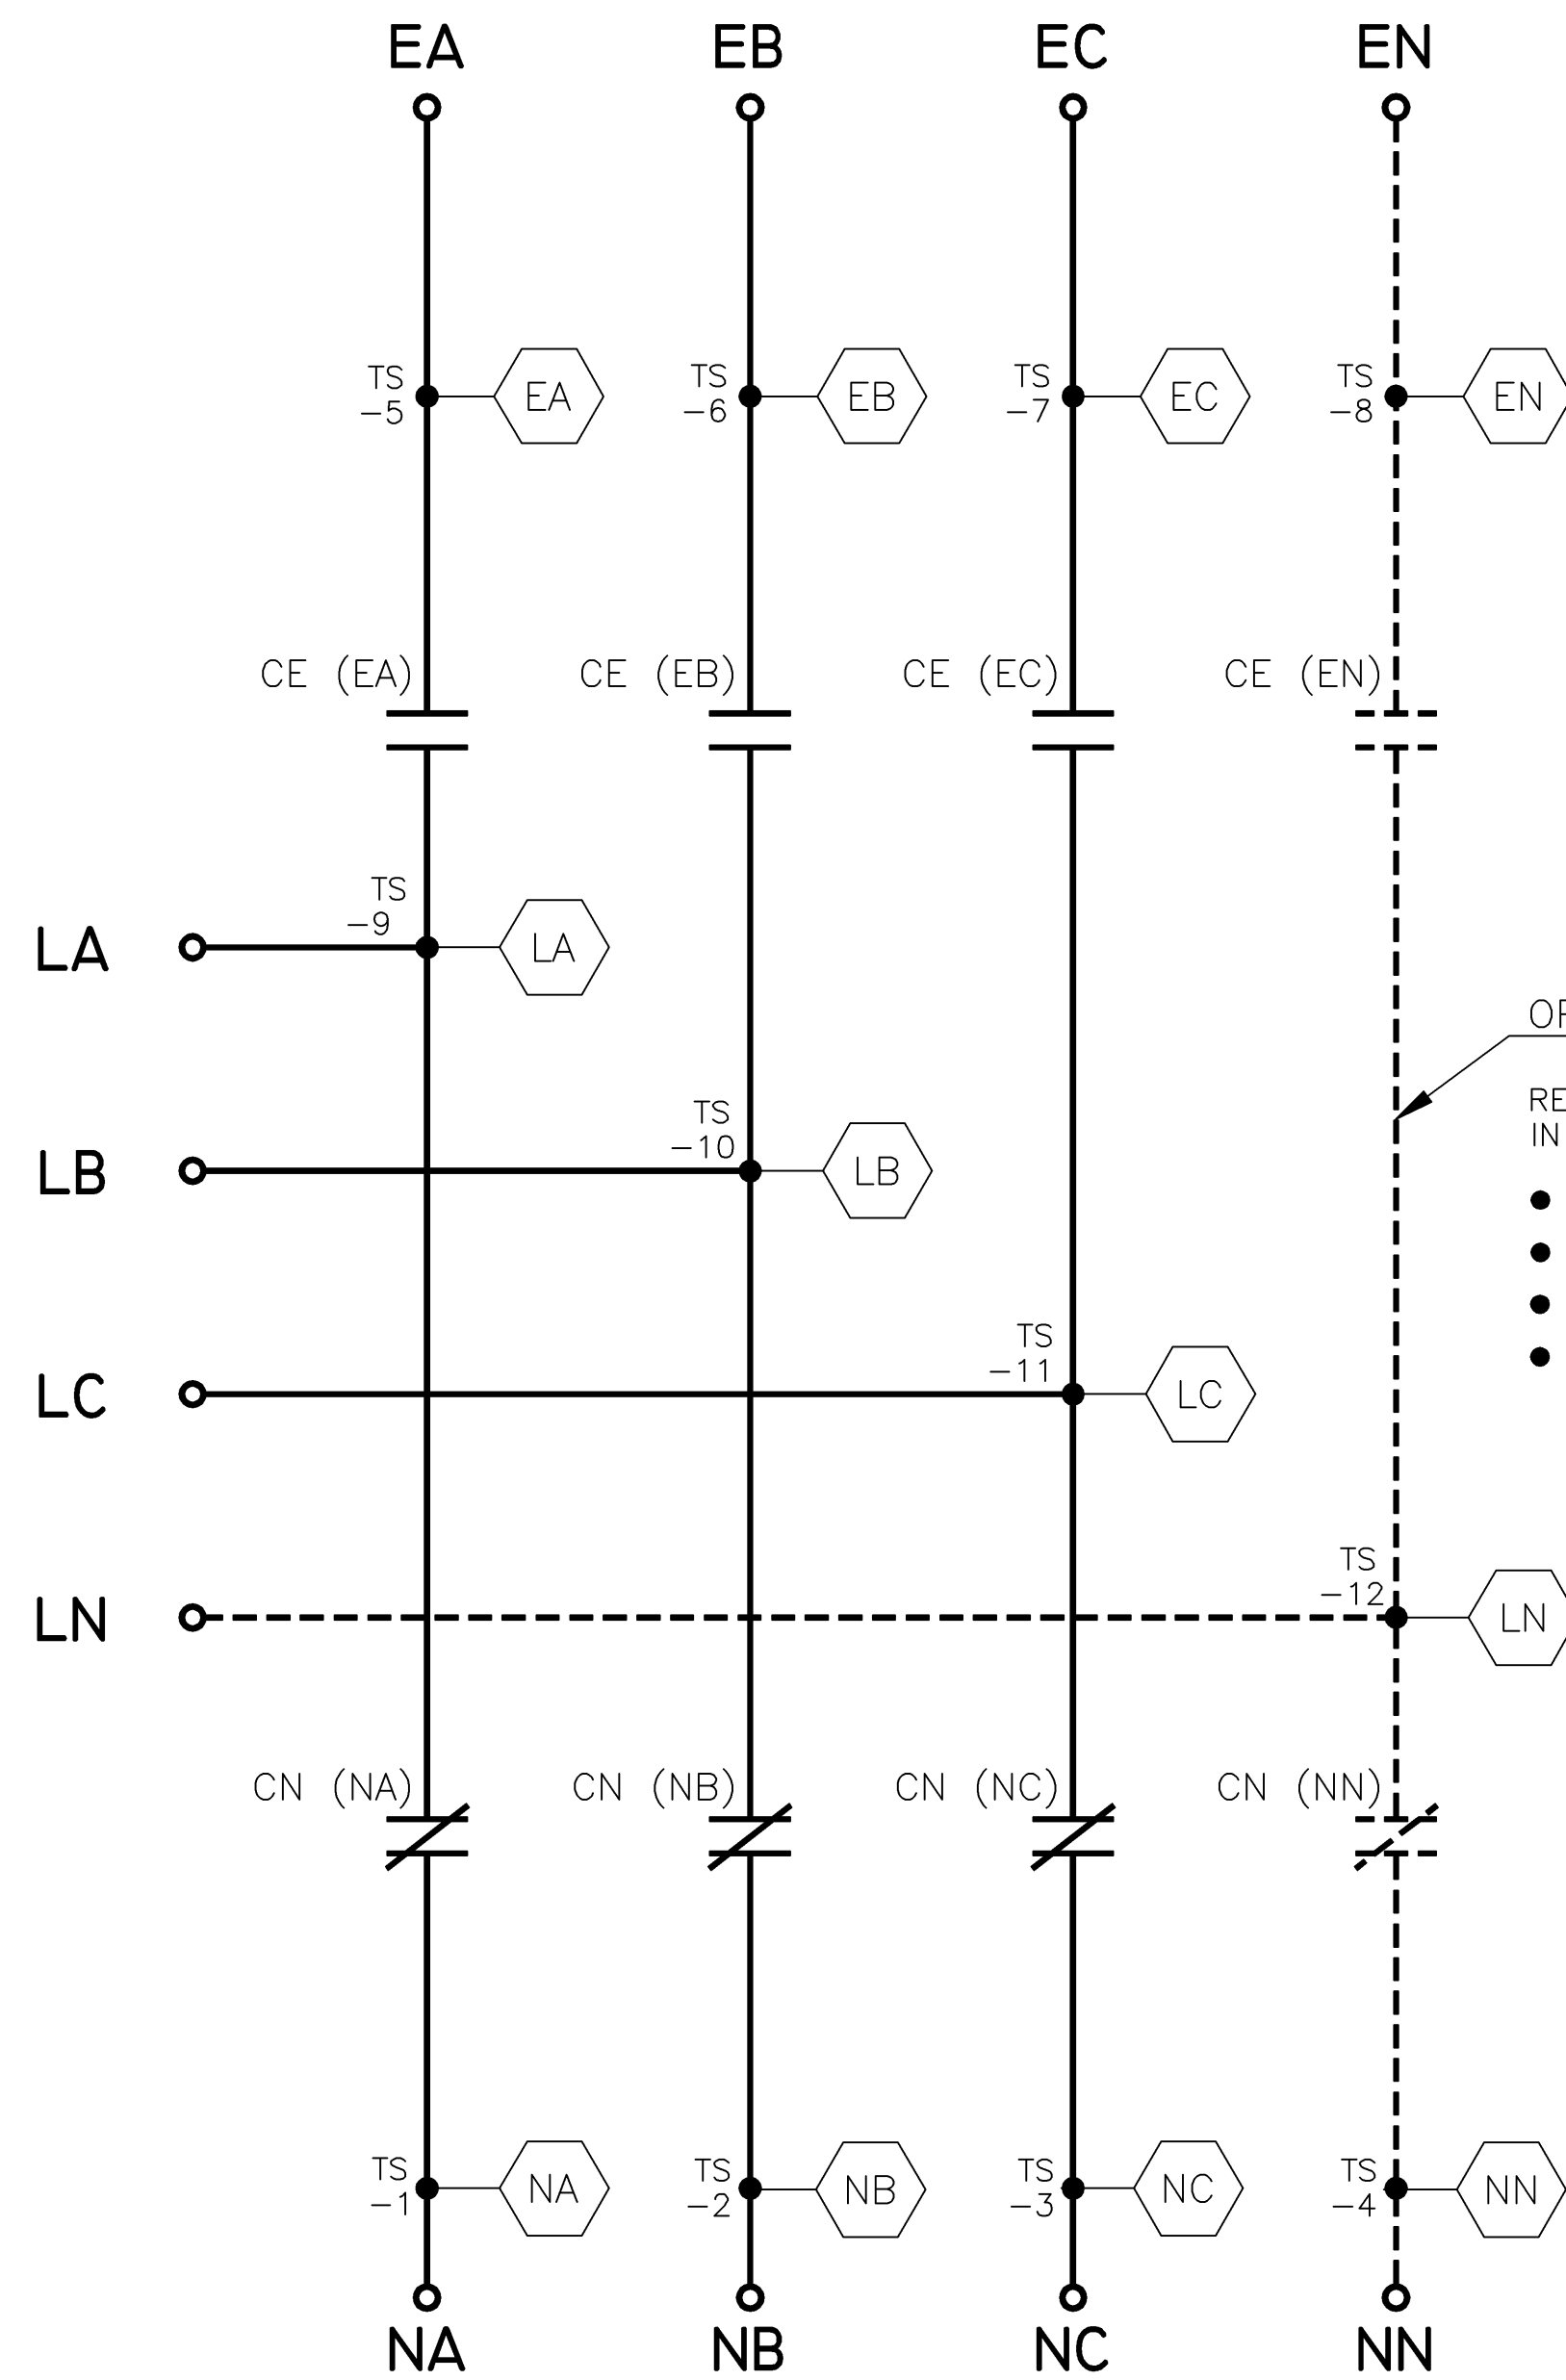 EA EB EC EN
TS TS TS TS
-5 -6 -7 -8
EA EB EC EN
CE (EA) CE (EB) CE (EC) CE (EN)
TS
-9
LA LA
RE
IN
TS
-10
LB LB
TS
-11
LC LC
TS
-12
LN LN
CN (NA) CN (NB) CN (NC) CN (NN)
TS TS TS TS
-1 -2 -3 -4
NA NB NC NN
NA NB NC NN